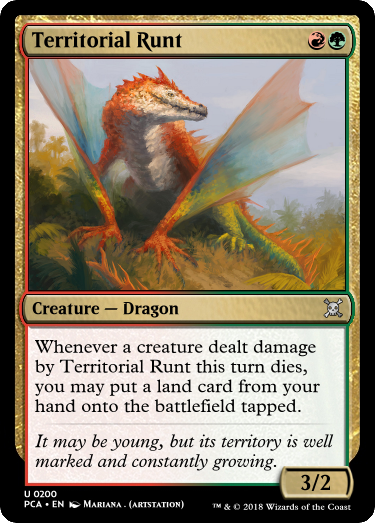 Territorial Runt
Creature — Dragon
Whenever a creature dealt damage
by Territorial Runt this turn dies,
you may put a land card from your
hand onto the battlefield tapped.
It may be young, but its territory is well
marked and constantly growing.
3/2
U 0200
PCA • EN Mariana . (artstation)
™ & © 2018 Wizards of the Coast